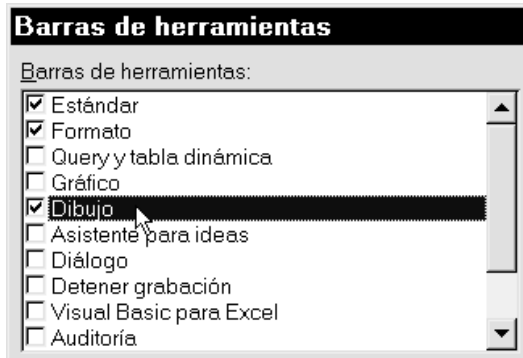 Barras de herramientas
Barras de herramientas:
Estándar
Formato
Query y tabla dinámica
Gráfico
Dibujo
Asistente para ideas
Diálogo
Detener grabación
Visual Basic para Excel
Auditoría